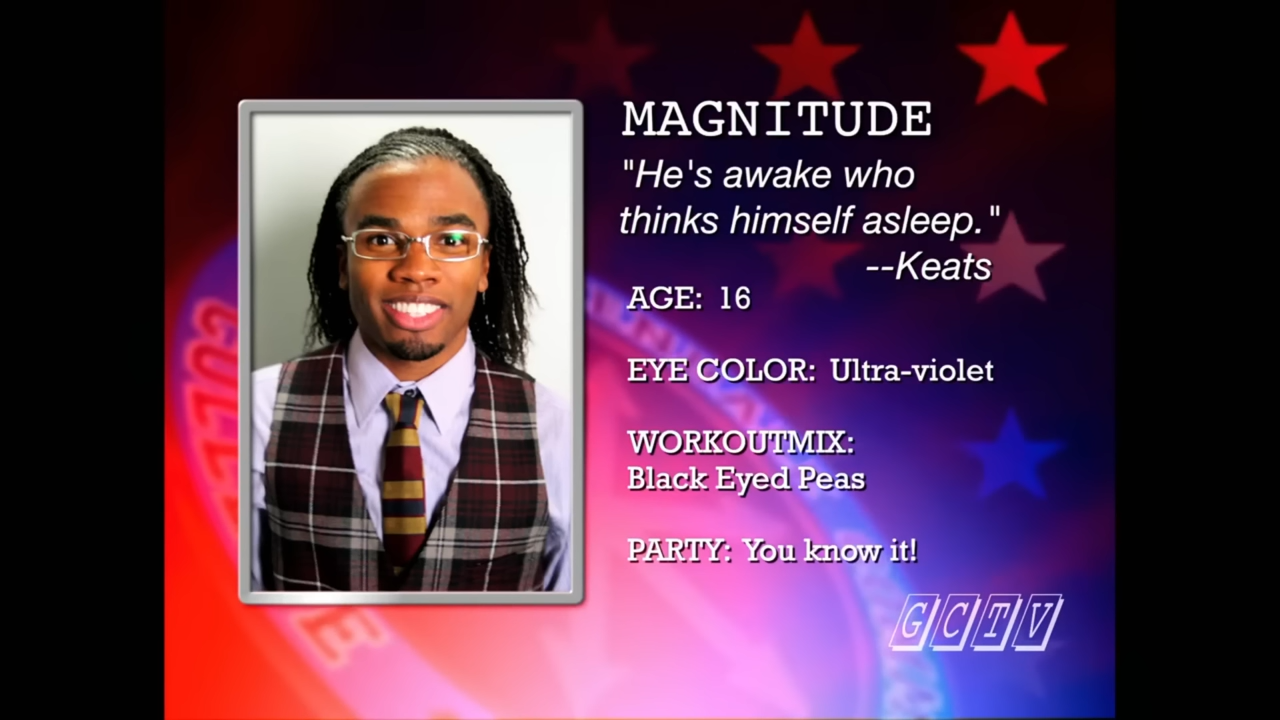 MAGNITUDE
"He's awake who
thinks himself asleep."
--Keats
AGE: 16
EYE COLOR: Ultra-violet
WORKOUTMIX:
Black Eyed Peas
PARTY: You know it!
GCTV